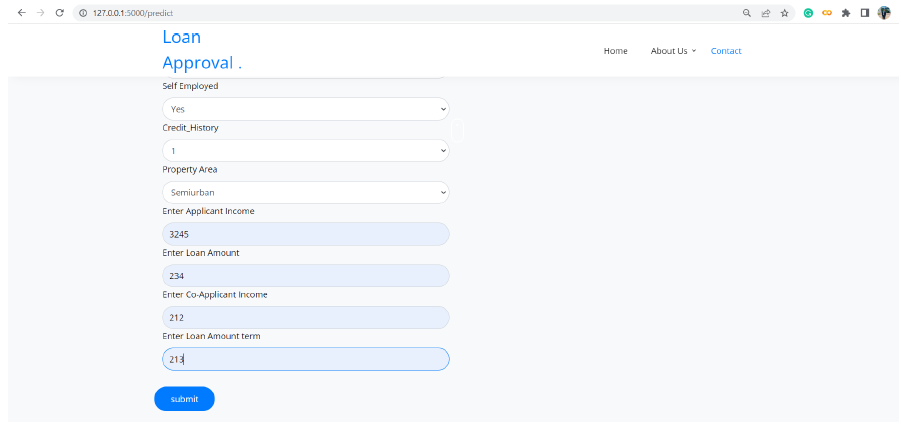 127.0.0.1:5000/predict
Loan
Approval .
Home About Us Contact
Self Employed
Yes
Credit_History
1
Property Area
Semiurban
Enter Applicant Income
3245
Enter Loan Amount
234
Enter Co-Applicant Income
212
Enter Loan Amount term
213
submit